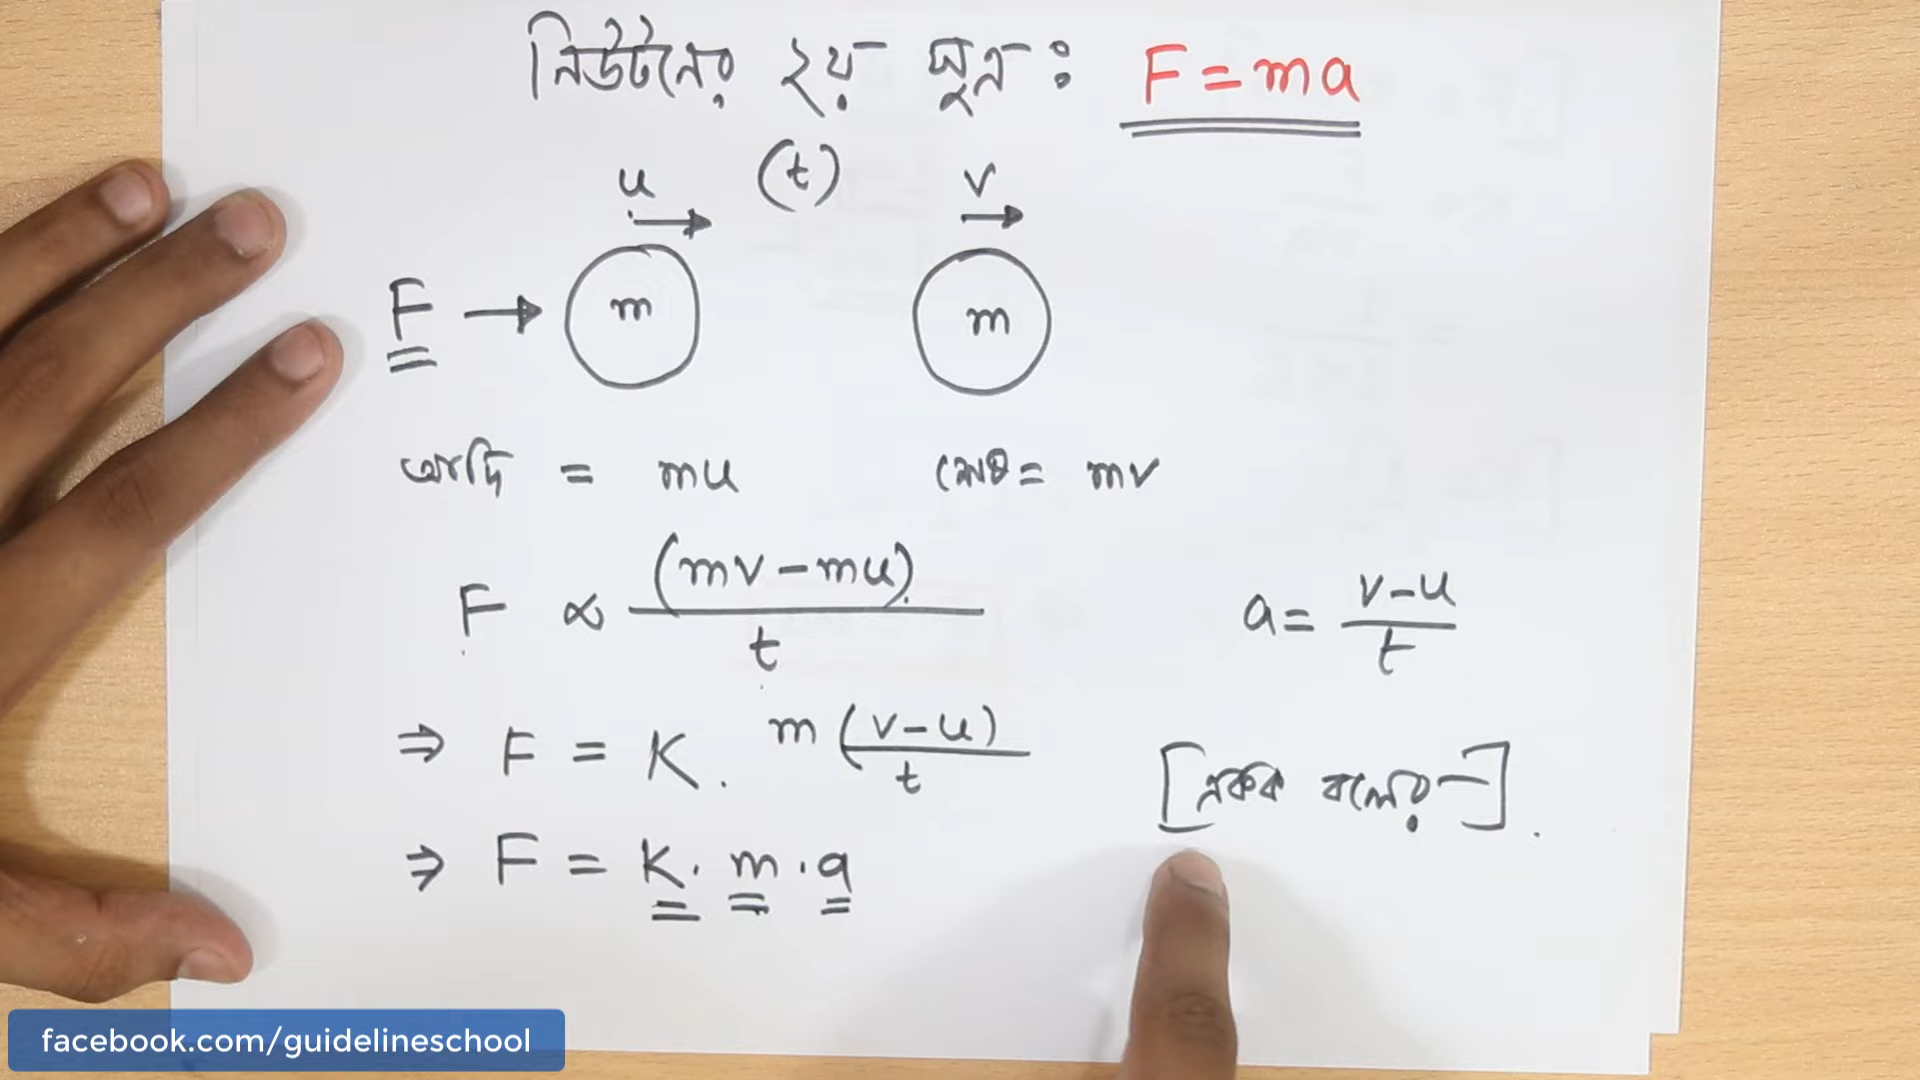 নিউটনের ২য় সূত্র : F = ma
u (t) v
F → m m
আদি = mu শেষ = mv
F ∝ (mv - mu) / t a = v-u / t
⇒ F = K. m (v-u) / t [একক বলের -].
⇒ F = K. m . a
facebook.com/guidelineschool